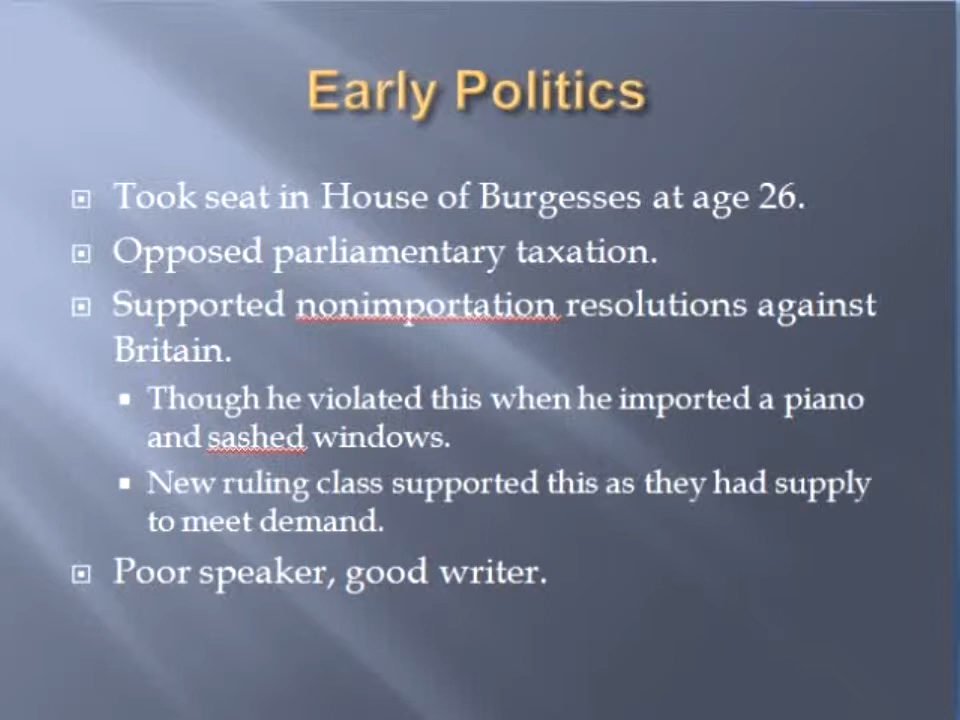 Early Politics
Took seat in House of Burgesses at age 26.
Opposed parliamentary taxation.
Supported nonimportation resolutions against
Britain.
Though he violated this when he imported a piano
and sashed windows.
New ruling class supported this as they had supply
to meet demand.
Poor speaker, good writer.